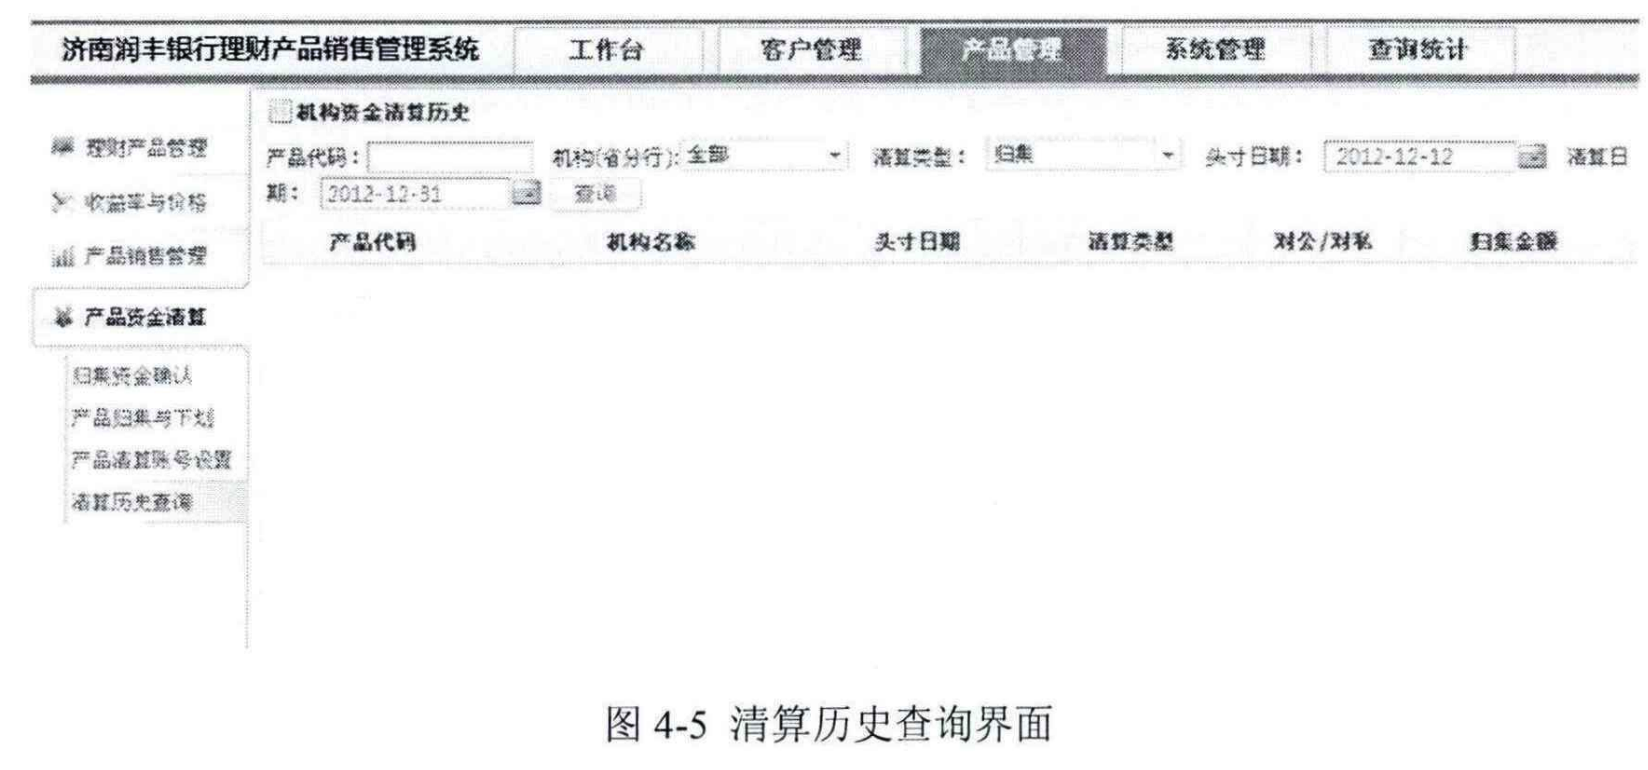 济南润丰银行理财产品销售管理系统 工作台 客户管理 产品管理 系统管理 查询统计
机构资金清算历史
理财产品管理
产品代码： 机构(省分行): 全部 清算类型： 归集 头寸日期： 2012-12-12 清算日
期： 2012-12-31 查询
收益率与价格
产品代码 机构名称 头寸日期 清算类型 对公/对私 归集金额
产品销售管理
产品资金清算
归集资金确认
产品归集与下划
产品清算账号设置
清算历史查询
图 4-5 清算历史查询界面